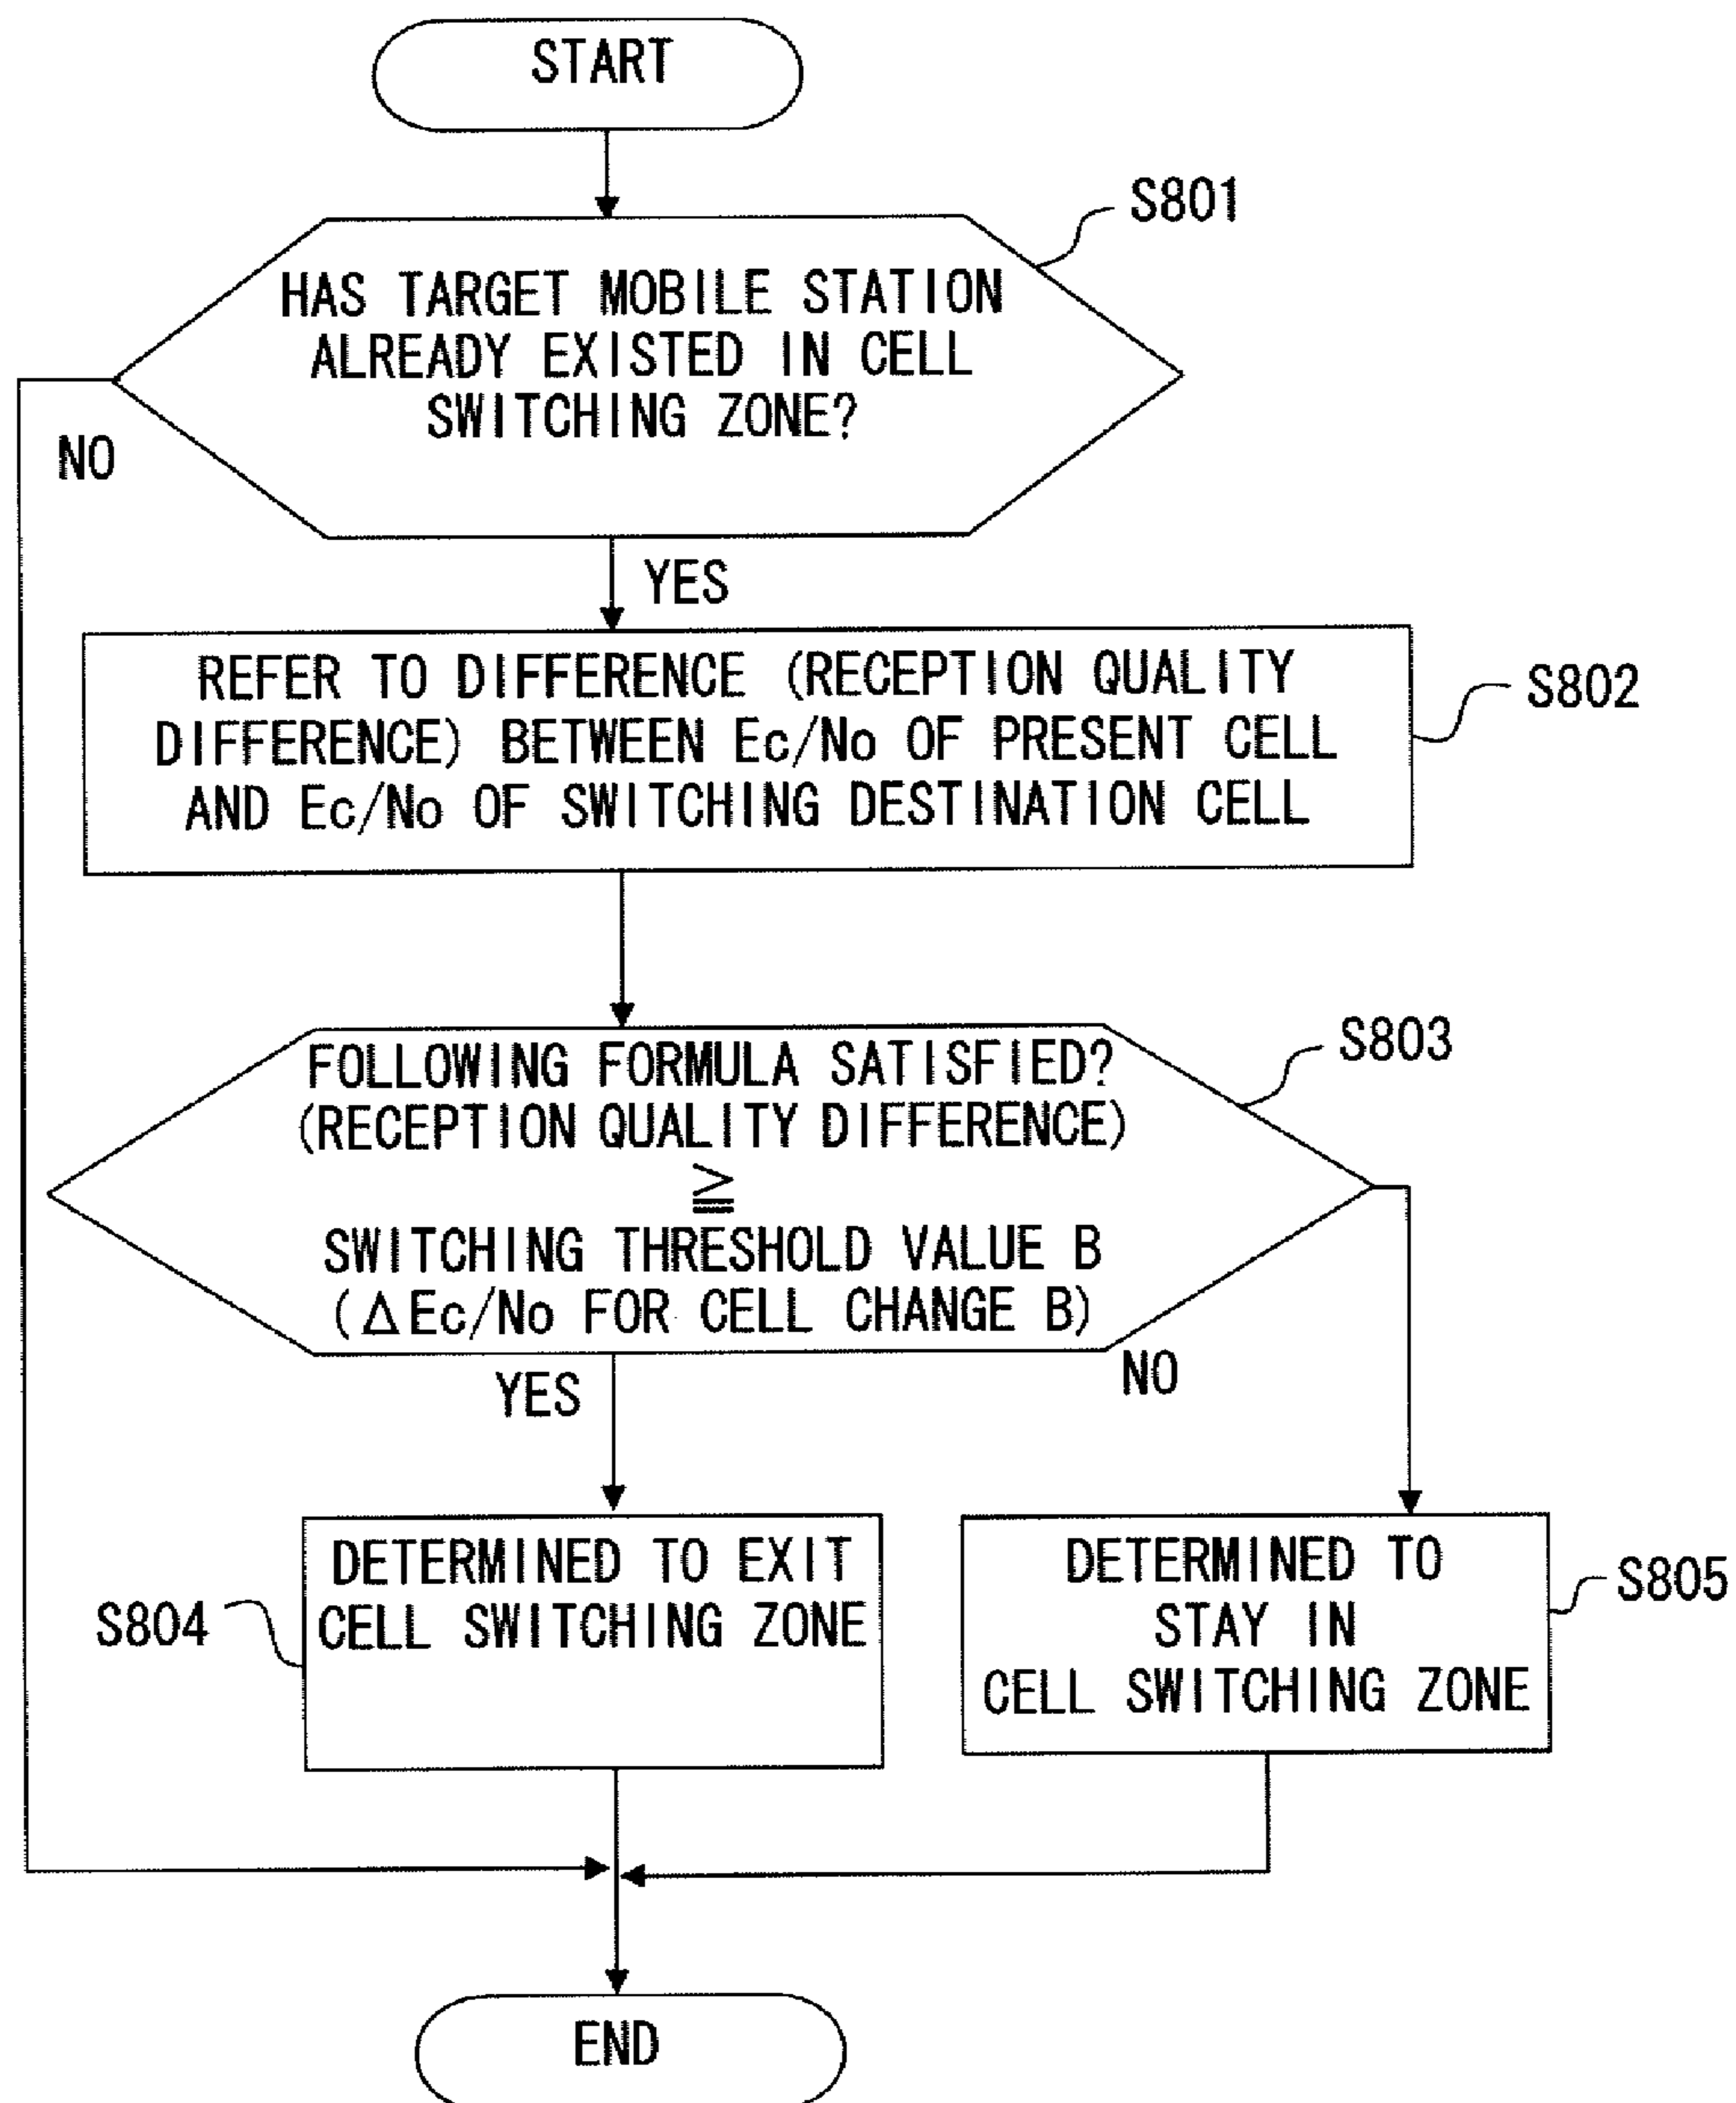 START
S801
HAS TARGET MOBILE STATION
ALREADY EXISTED IN CELL
SWITCHING ZONE?
NO
YES
REFER TO DIFFERENCE (RECEPTION QUALITY
DIFFERENCE) BETWEEN Ec/No OF PRESENT CELL
AND Ec/No OF SWITCHING DESTINATION CELL
S802
FOLLOWING FORMULA SATISFIED?
(RECEPTION QUALITY DIFFERENCE)
≧
SWITCHING THRESHOLD VALUE B
(ΔEc/No FOR CELL CHANGE B)
S803
YES
NO
DETERMINED TO EXIT
CELL SWITCHING ZONE
S804
DETERMINED TO
STAY IN
CELL SWITCHING ZONE
S805
END